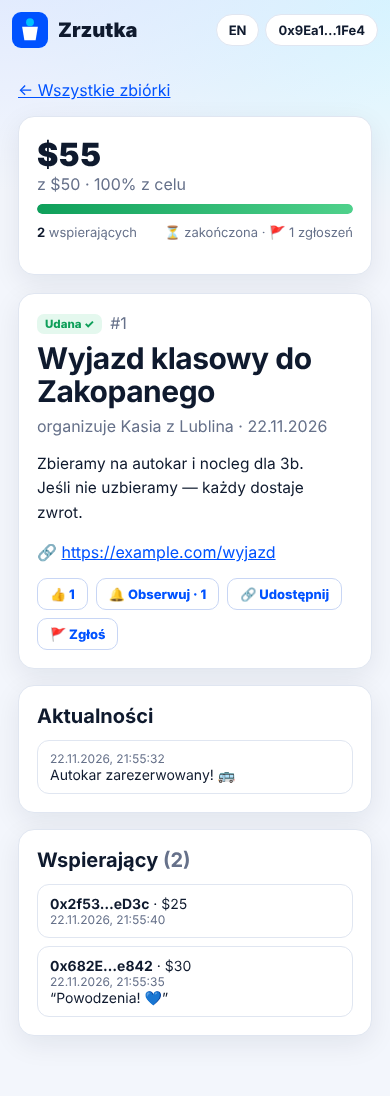 Zrzutka
EN
0x9Ea1…1Fe4
← Wszystkie zbiórki
$55
z $50 · 100% z celu
2 wspierających
⏳ zakończona · 🚩 1 zgłoszeń
Udana ✓ #1
Wyjazd klasowy do
Zakopanego
organizuje Kasia z Lublina · 22.11.2026
Zbieramy na autokar i nocleg dla 3b.
Jeśli nie uzbieramy — każdy dostaje
zwrot.
🔗 https://example.com/wyjazd
👍 1
🔔 Obserwuj · 1
🔗 Udostępnij
🚩 Zgłoś
Aktualności
22.11.2026, 21:55:32
Autokar zarezerwowany! 🚌
Wspierający (2)
0x2f53…eD3c · $25
22.11.2026, 21:55:40
0x682E…e842 · $30
22.11.2026, 21:55:35
“Powodzenia! 💙”